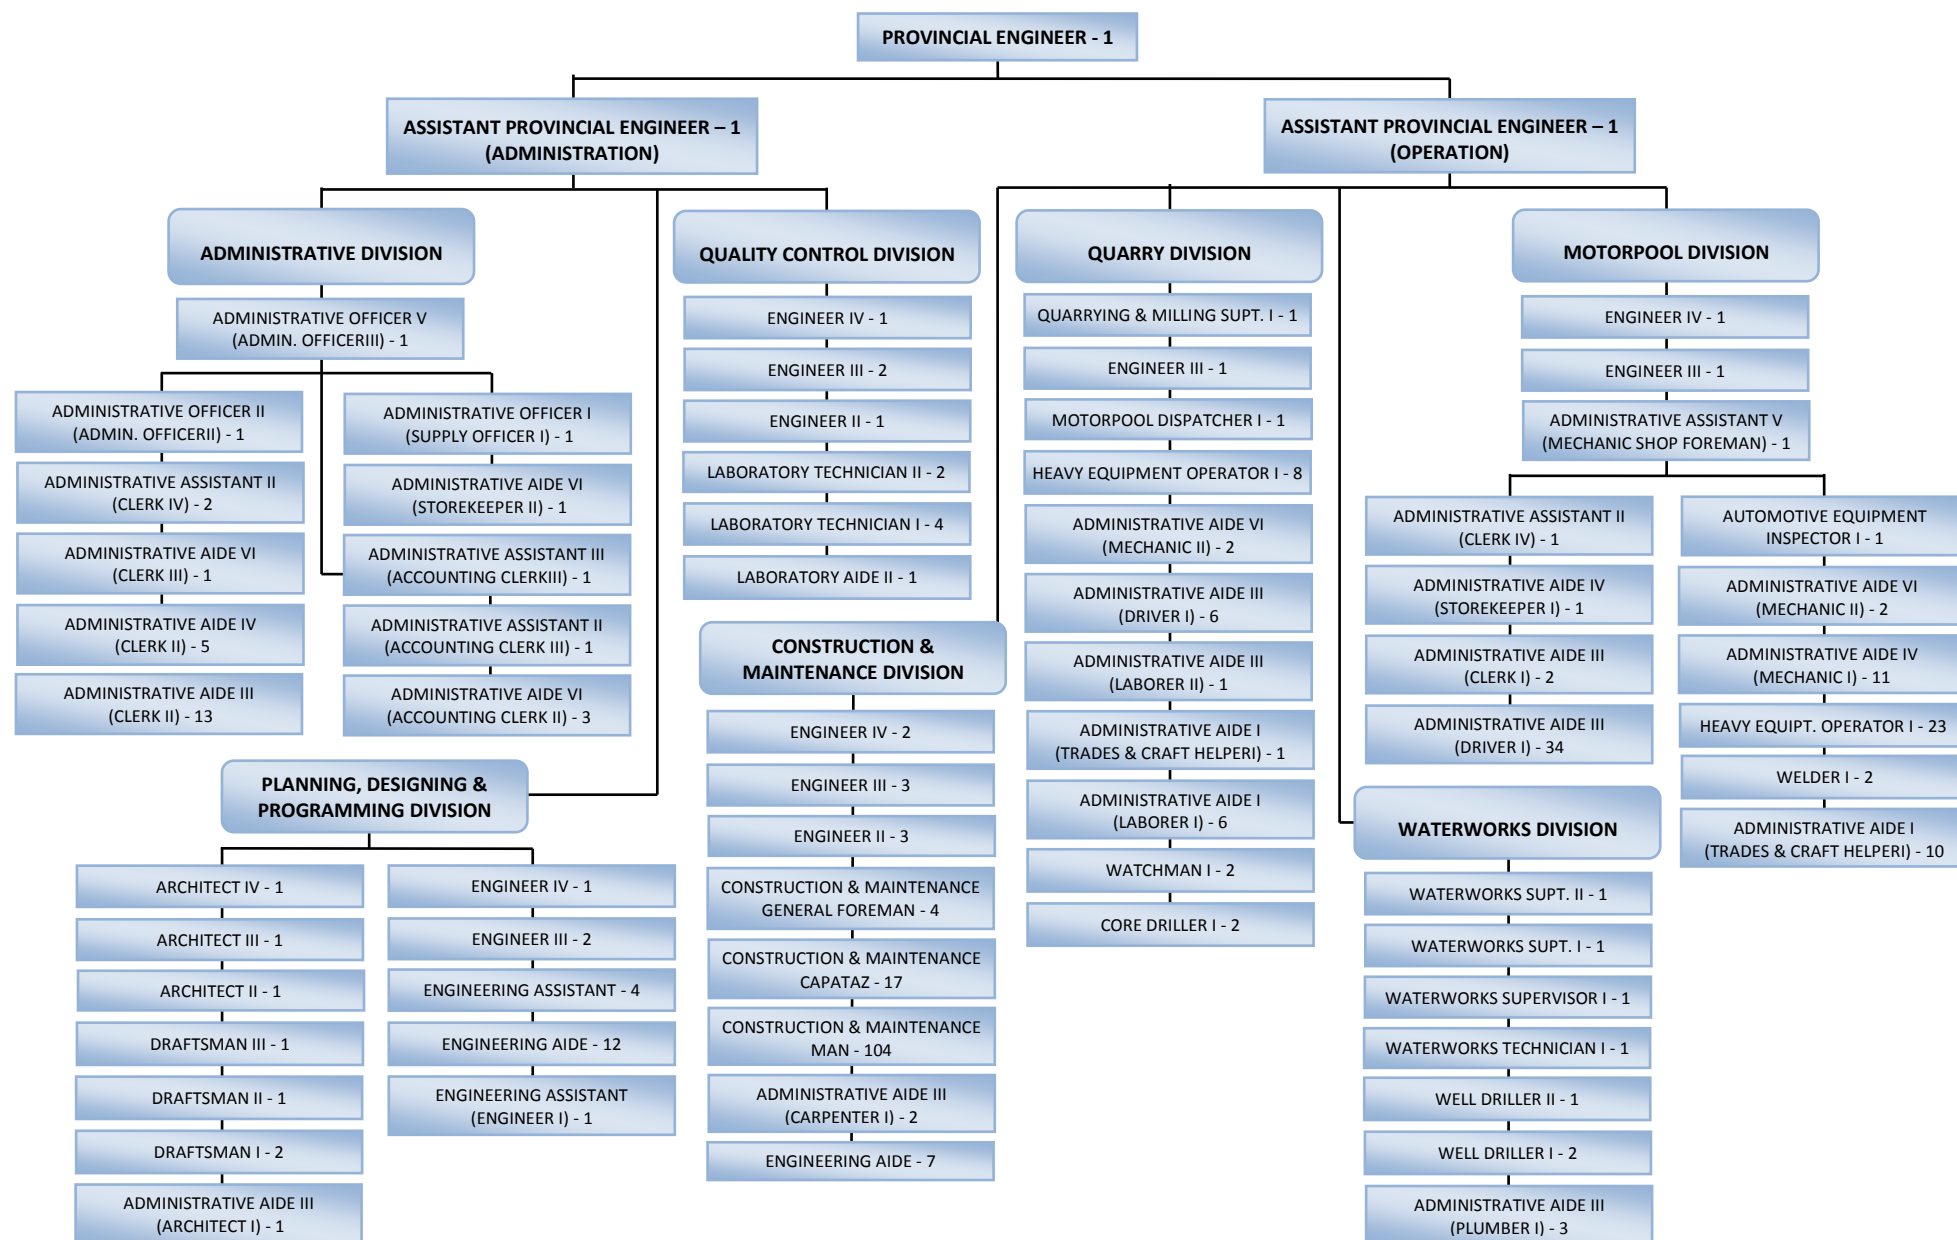 PROVINCIAL ENGINEER - 1
ASSISTANT PROVINCIAL ENGINEER – 1
(ADMINISTRATION)
ASSISTANT PROVINCIAL ENGINEER – 1
(OPERATION)
ADMINISTRATIVE DIVISION
ADMINISTRATIVE OFFICER V
(ADMIN. OFFICERIII) - 1
ADMINISTRATIVE OFFICER II
(ADMIN. OFFICERII) - 1
ADMINISTRATIVE ASSISTANT II
(CLERK IV) - 2
ADMINISTRATIVE AIDE VI
(CLERK III) - 1
ADMINISTRATIVE AIDE IV
(CLERK II) - 5
ADMINISTRATIVE AIDE III
(CLERK II) - 13
ADMINISTRATIVE OFFICER I
(SUPPLY OFFICER I) - 1
ADMINISTRATIVE AIDE VI
(STOREKEEPER II) - 1
ADMINISTRATIVE ASSISTANT III
(ACCOUNTING CLERKIII) - 1
ADMINISTRATIVE ASSISTANT II
(ACCOUNTING CLERK III) - 1
ADMINISTRATIVE AIDE VI
(ACCOUNTING CLERK II) - 3
PLANNING, DESIGNING &
PROGRAMMING DIVISION
ARCHITECT IV - 1
ARCHITECT III - 1
ARCHITECT II - 1
DRAFTSMAN III - 1
DRAFTSMAN II - 1
DRAFTSMAN I - 2
ADMINISTRATIVE AIDE III
(ARCHITECT I) - 1
ENGINEER IV - 1
ENGINEER III - 2
ENGINEERING ASSISTANT - 4
ENGINEERING AIDE - 12
ENGINEERING ASSISTANT
(ENGINEER I) - 1
QUALITY CONTROL DIVISION
ENGINEER IV - 1
ENGINEER III - 2
ENGINEER II - 1
LABORATORY TECHNICIAN II - 2
LABORATORY TECHNICIAN I - 4
LABORATORY AIDE II - 1
CONSTRUCTION &
MAINTENANCE DIVISION
ENGINEER IV - 2
ENGINEER III - 3
ENGINEER II - 3
CONSTRUCTION & MAINTENANCE
GENERAL FOREMAN - 4
CONSTRUCTION & MAINTENANCE
CAPATAZ - 17
CONSTRUCTION & MAINTENANCE
MAN - 104
ADMINISTRATIVE AIDE III
(CARPENTER I) - 2
ENGINEERING AIDE - 7
QUARRY DIVISION
QUARRYING & MILLING SUPT. I - 1
ENGINEER III - 1
MOTORPOOL DISPATCHER I - 1
HEAVY EQUIPMENT OPERATOR I - 8
ADMINISTRATIVE AIDE VI
(MECHANIC II) - 2
ADMINISTRATIVE AIDE III
(DRIVER I) - 6
ADMINISTRATIVE AIDE III
(LABORER II) - 1
ADMINISTRATIVE AIDE I
(TRADES & CRAFT HELPERI) - 1
ADMINISTRATIVE AIDE I
(LABORER I) - 6
WATCHMAN I - 2
CORE DRILLER I - 2
MOTORPOOL DIVISION
ENGINEER IV - 1
ENGINEER III - 1
ADMINISTRATIVE ASSISTANT V
(MECHANIC SHOP FOREMAN) - 1
ADMINISTRATIVE ASSISTANT II
(CLERK IV) - 1
ADMINISTRATIVE AIDE IV
(STOREKEEPER I) - 1
ADMINISTRATIVE AIDE III
(CLERK I) - 2
ADMINISTRATIVE AIDE III
(DRIVER I) - 34
AUTOMOTIVE EQUIPMENT
INSPECTOR I - 1
ADMINISTRATIVE AIDE VI
(MECHANIC II) - 2
ADMINISTRATIVE AIDE IV
(MECHANIC I) - 11
HEAVY EQUIPT. OPERATOR I - 23
WELDER I - 2
ADMINISTRATIVE AIDE I
(TRADES & CRAFT HELPERI) - 10
WATERWORKS DIVISION
WATERWORKS SUPT. II - 1
WATERWORKS SUPT. I - 1
WATERWORKS SUPERVISOR I - 1
WATERWORKS TECHNICIAN I - 1
WELL DRILLER II - 1
WELL DRILLER I - 2
ADMINISTRATIVE AIDE III
(PLUMBER I) - 3